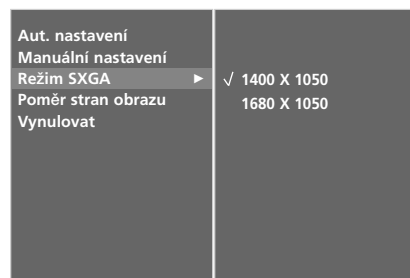 Aut. nastavení
Manuální nastavení
Režim SXGA ►
Poměr stran obrazu
Vynulovat
√ 1400 X 1050
1680 X 1050